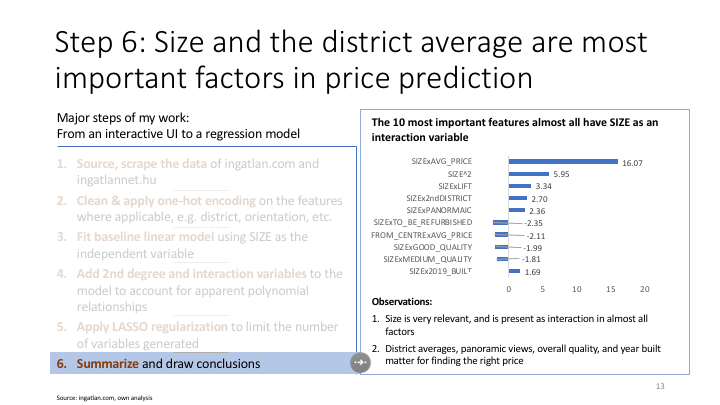 Step 6: Size and the district average are most
important factors in price prediction
Major steps of my work:
From an interactive UI to a regression model
1. Source, scrape the data of ingatlan.com and
ingatlannet.hu
2. Clean & apply one-hot encoding on the features
where applicable, e.g. district, orientation, etc.
3. Fit baseline linear model using SIZE as the
independent variable
4. Add 2nd degree and interaction variables to the
model to account for apparent polynomial
relationships
5. Apply LASSO regularization to limit the number
of variables generated
6. Summarize and draw conclusions
The 10 most important features almost all have SIZE as an
interaction variable
SIZExAVG_PRICE 16.07
SIZE^2 5.95
SIZExLIFT 3.34
SIZEx2ndDISTRICT 2.70
SIZExPANORMAIC 2.36
SIZExTO_BE_REFURBISHED -2.35
FROM_CENTRExAVG_PRICE -2.11
SIZExGOOD_QUALITY -1.99
SIZExMEDIUM_QUALITY -1.81
SIZEx2019_BUILT 1.69
0 5 10 15 20
Observations:
1. Size is very relevant, and is present as interaction in almost all
factors
2. District averages, panoramic views, overall quality, and year built
matter for finding the right price
13
Source: ingatlan.com, own analysis